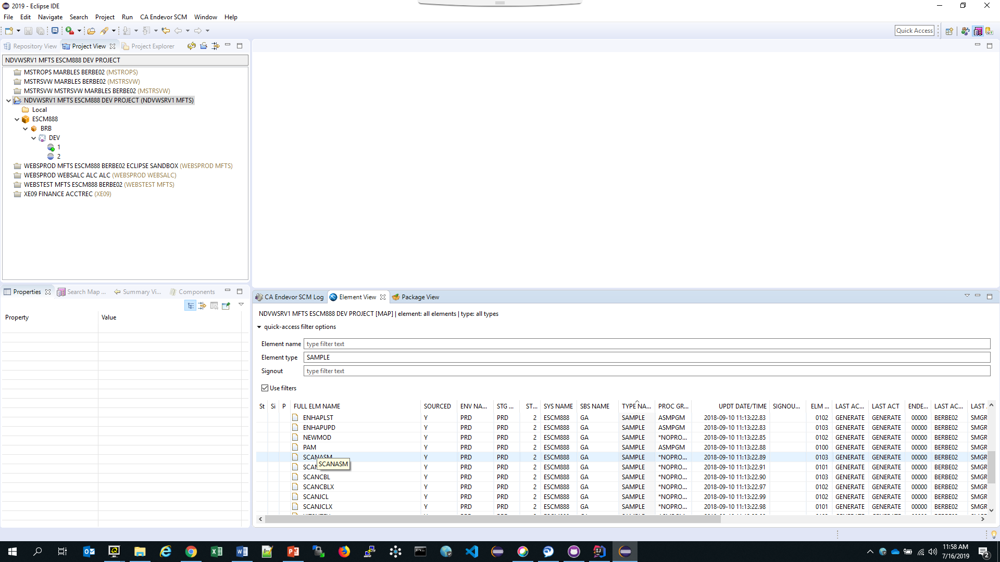 2019 - Eclipse IDE
File Edit Navigate Search Project Run CA Endevor SCM Window Help
Quick Access
Repository View Project View Project Explorer
NDVWSRV1 MFTS ESCM888 DEV PROJECT
MSTROPS MARBLES BERBE02 (MSTROPS)
MSTRSVW MARBLES BERBE02 (MSTRSVW)
MSTRSVW MSTRSVW MARBLES BERBE02 (MSTRSVW)
NDVWSRV1 MFTS ESCM888 DEV PROJECT (NDVWSRV1 MFTS)
Local
ESCM888
BRB
DEV
1
2
WEBSPROD MFTS ESCM888 BERBE02 ECLIPSE SANDBOX (WEBSPROD MFTS)
WEBSPROD WEBSALC ALC ALC (WEBSPROD WEBSALC)
WEBSTEST MFTS ESCM888 BERBE02 (WEBSTEST MFTS)
XE09 FINANCE ACCTREC (XE09)
Properties Search Map ... Summary Vi... Components
Property Value
CA Endevor SCM Log Element View Package View
NDVWSRV1 MFTS ESCM888 DEV PROJECT [MAP] | element: all elements | type: all types
quick-access filter options
Element name type filter text
Element type SAMPLE
Signout type filter text
Use filters
St Si P FULL ELM NAME SOURCED ENV NA... STG ... ST... SYS NAME SBS NAME TYPE NA... PROC GR... UPDT DATE/TIME SIGNOU... ELM ... LAST AC... LAST ACT ENDE... LAST AC... LAST
ENHAPLST Y PRD PRD 2 ESCM888 GA SAMPLE ASMPGM 2018-09-10 11:13:22.83 0102 GENERATE GENERATE 00000 BERBE02 SMGR
ENHAPUPD Y PRD PRD 2 ESCM888 GA SAMPLE ASMPGM 2018-09-10 11:13:22.83 0103 GENERATE GENERATE 00000 BERBE02 SMGR
NEWMOD Y PRD PRD 2 ESCM888 GA SAMPLE *NOPRO... 2018-09-10 11:13:22.85 0102 GENERATE GENERATE 00000 BERBE02 SMGR
PAM Y PRD PRD 2 ESCM888 GA SAMPLE ASMPGM 2018-09-10 11:13:22.88 0100 GENERATE GENERATE 00000 BERBE02 SMGR
SCANASM Y PRD PRD 2 ESCM888 GA SAMPLE *NOPRO... 2018-09-10 11:13:22.89 0103 GENERATE GENERATE 00000 BERBE02 SMGR
SCANASM
Y PRD PRD 2 ESCM888 GA SAMPLE *NOPRO... 2018-09-10 11:13:22.91 0101 GENERATE GENERATE 00000 BERBE02 SMGR
SCANCBL Y PRD PRD 2 ESCM888 GA SAMPLE *NOPRO... 2018-09-10 11:13:22.90 0103 GENERATE GENERATE 00000 BERBE02 SMGR
SCANCBLX Y PRD PRD 2 ESCM888 GA SAMPLE *NOPRO... 2018-09-10 11:13:22.97 0102 GENERATE GENERATE 00000 BERBE02 SMGR
SCANJCL Y PRD PRD 2 ESCM888 GA SAMPLE *NOPRO... 2018-09-10 11:13:22.99 0102 GENERATE GENERATE 00000 BERBE02 SMGR
SCANJCLX Y PRD PRD 2 ESCM888 GA SAMPLE *NOPRO... 2018-09-10 11:13:22.98 0101 GENERATE GENERATE 00000 BERBE02 SMGR
11:58 AM
7/16/2019
2